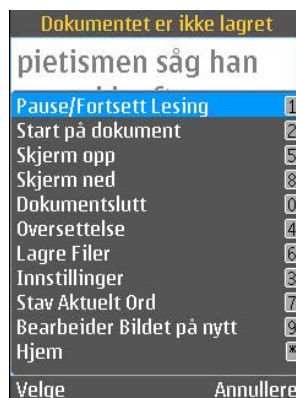 Dokumentet er ikke lagret
pietismen såg han
Pause/Fortsett Lesing 1
Start på dokument 2
Skjerm opp 5
Skjerm ned 8
Dokumentslutt 0
Oversettelse 4
Lagre Filer 6
Innstillinger 3
Stav Aktuelt Ord 7
Bearbeider Bildet på nytt 9
Hjem *
Velge Annullere